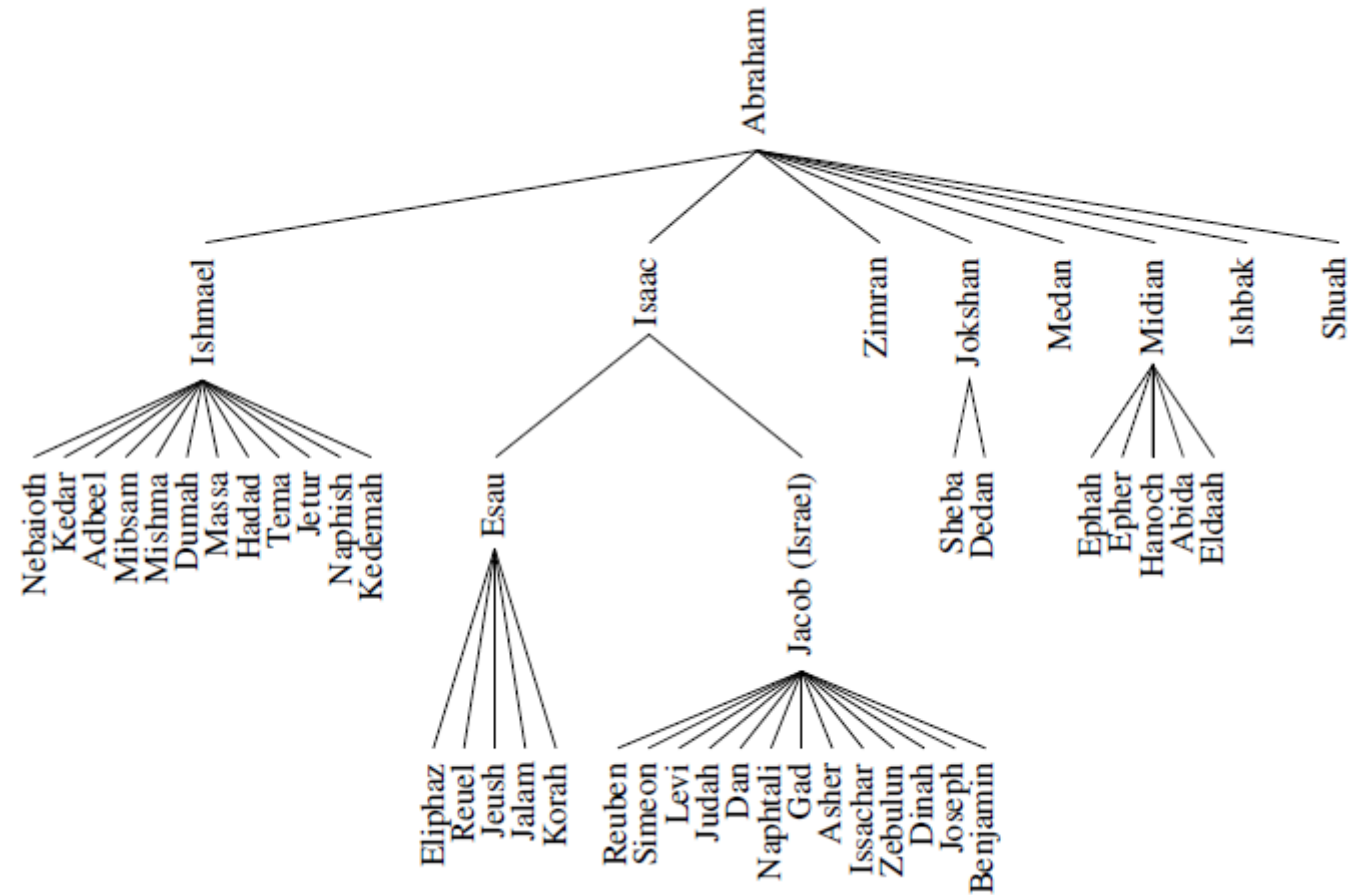 Abraham
Ishmael
Isaac
Zimran
Jokshan
Medan
Midian
Ishbak
Shuah
Nebaioth
Kedar
Adbeel
Mibsam
Mishma
Dumah
Massa
Hadad
Tema
Jetur
Naphish
Kedemah
Esau
Jacob (Israel)
Sheba
Dedan
Ephah
Epher
Hanoch
Abida
Eldaah
Eliphaz
Reuel
Jeush
Jalam
Korah
Reuben
Simeon
Levi
Judah
Dan
Naphtali
Gad
Asher
Issachar
Zebulun
Dinah
Joseph
Benjamin